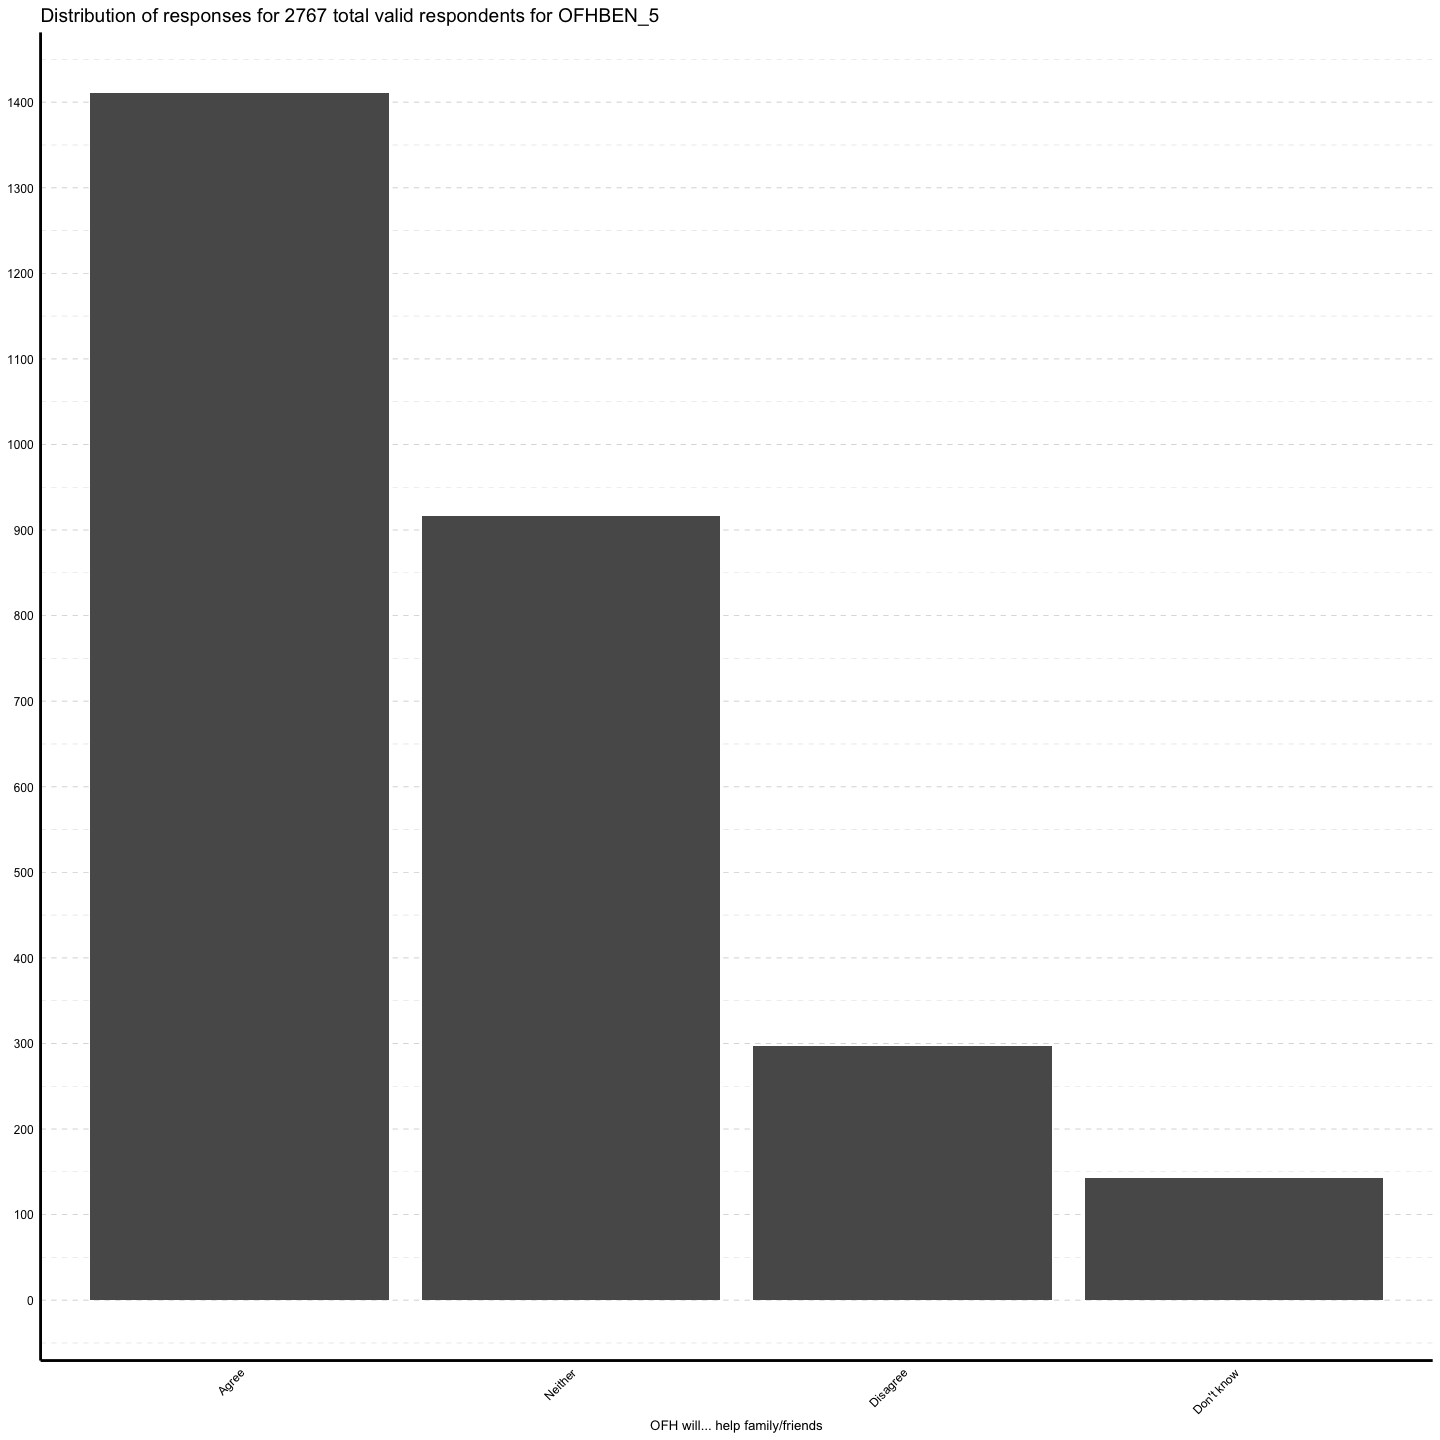 Distribution of responses for 2767 total valid respondents for OFHBEN_5
1400
1300
1200
1100
1000
900
800
700
600
500
400
300
200
100
0
Agree
Neither
Disagree
Don't know
OFH will... help family/friends